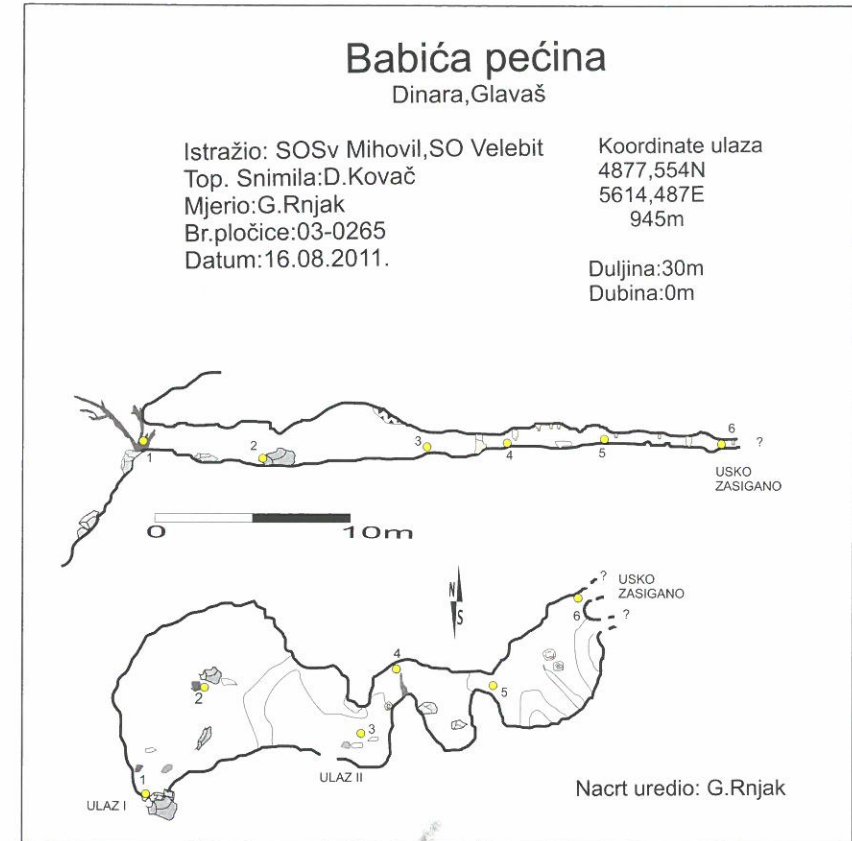 Babića pećina
Dinara,Glavaš
Istražio: SOSv Mihovil,SO Velebit
Top. Snimila:D.Kovač
Mjerio:G.Rnjak
Br.pločice:03-0265
Datum:16.08.2011.
Koordinate ulaza
4877,554N
5614,487E
945m
Duljina:30m
Dubina:0m
1
2
3
4
5
6
?
USKO
ZASIGANO
0 10m
N
S
? USKO
ZASIGANO
6
?
4
5
2
3
1
ULAZ I
ULAZ II
Nacrt uredio: G.Rnjak